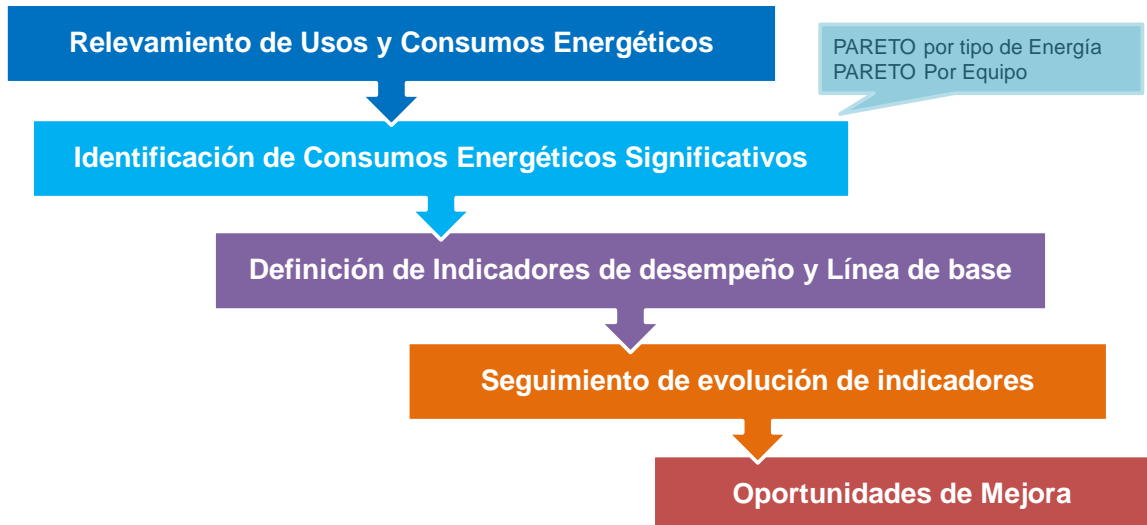 Relevamiento de Usos y Consumos Energéticos
PARETO por tipo de Energía
PARETO Por Equipo
Identificación de Consumos Energéticos Significativos
Definición de Indicadores de desempeño y Línea de base
Seguimiento de evolución de indicadores
Oportunidades de Mejora